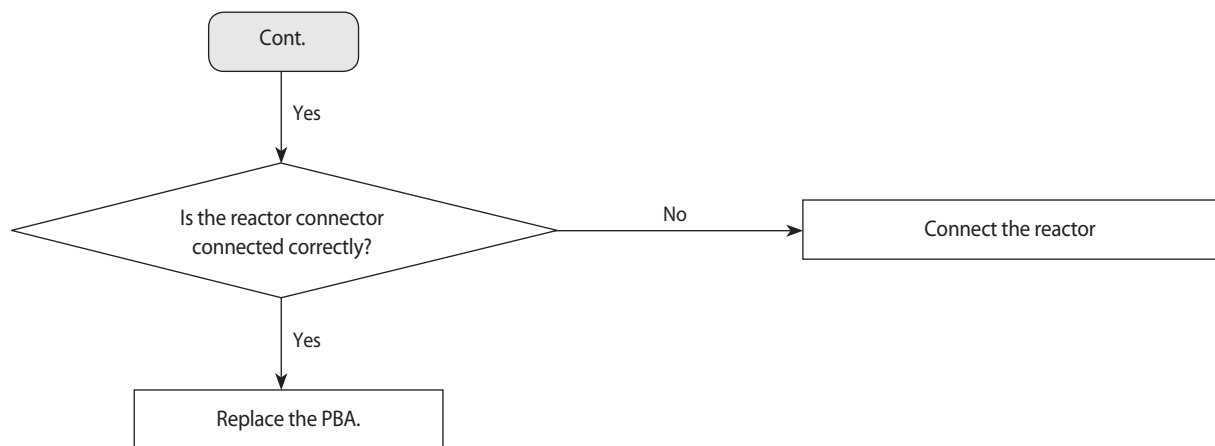 Cont.
Yes
Is the reactor connector
connected correctly?
No
Connect the reactor
Yes
Replace the PBA.